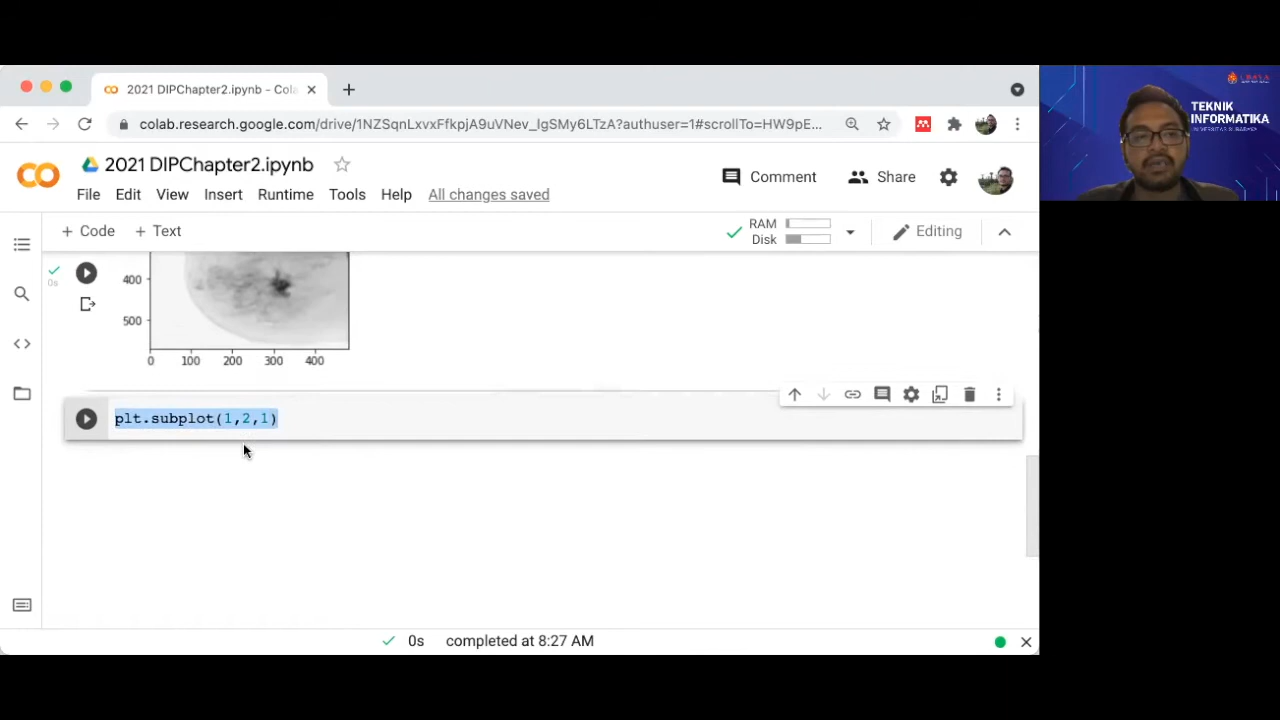 2021 DIPChapter2.ipynb - Cola
colab.research.google.com/drive/1NZSqnLxvxFfkpjA9uVNev_lgSMy6LTzA?authuser=1#scrollTo=HW9pE...
2021 DIPChapter2.ipynb
File Edit View Insert Runtime Tools Help All changes saved
Comment Share
+ Code + Text
RAM
Disk
Editing
0s
400
500
0 100 200 300 400
plt.subplot(1,2,1)
0s completed at 8:27 AM
TEKNIK
INFORMATIKA